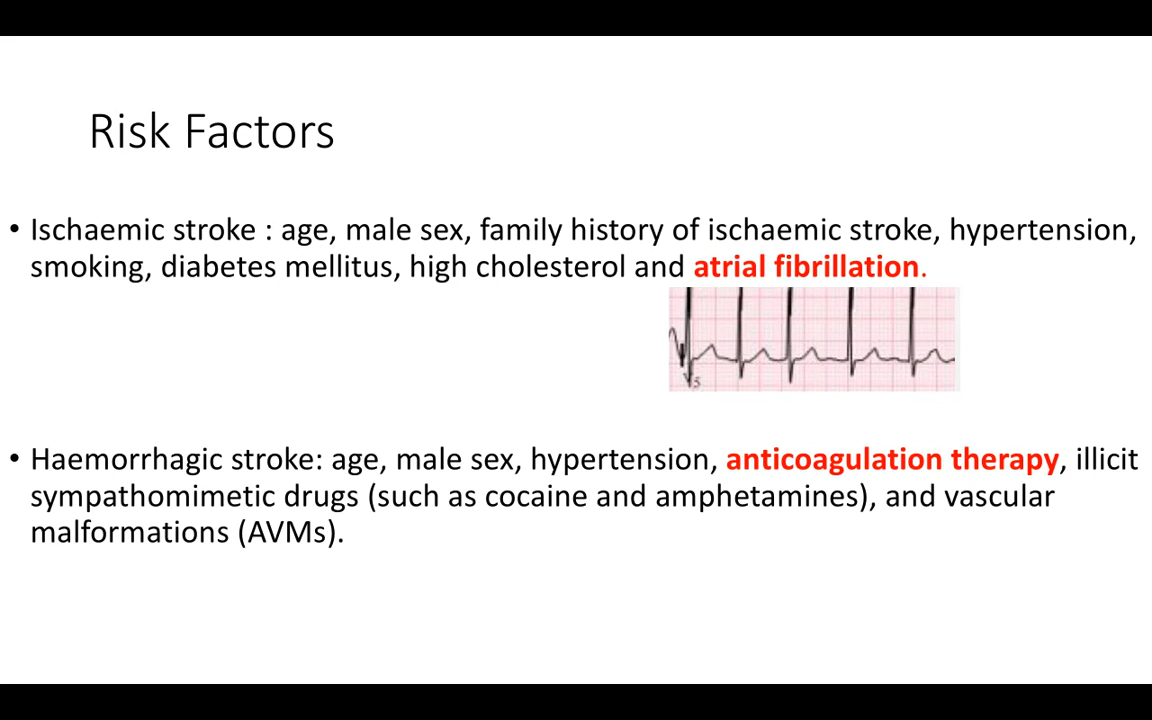 Risk Factors
• Ischaemic stroke : age, male sex, family history of ischaemic stroke, hypertension,
smoking, diabetes mellitus, high cholesterol and atrial fibrillation.
V5
• Haemorrhagic stroke: age, male sex, hypertension, anticoagulation therapy, illicit
sympathomimetic drugs (such as cocaine and amphetamines), and vascular
malformations (AVMs).